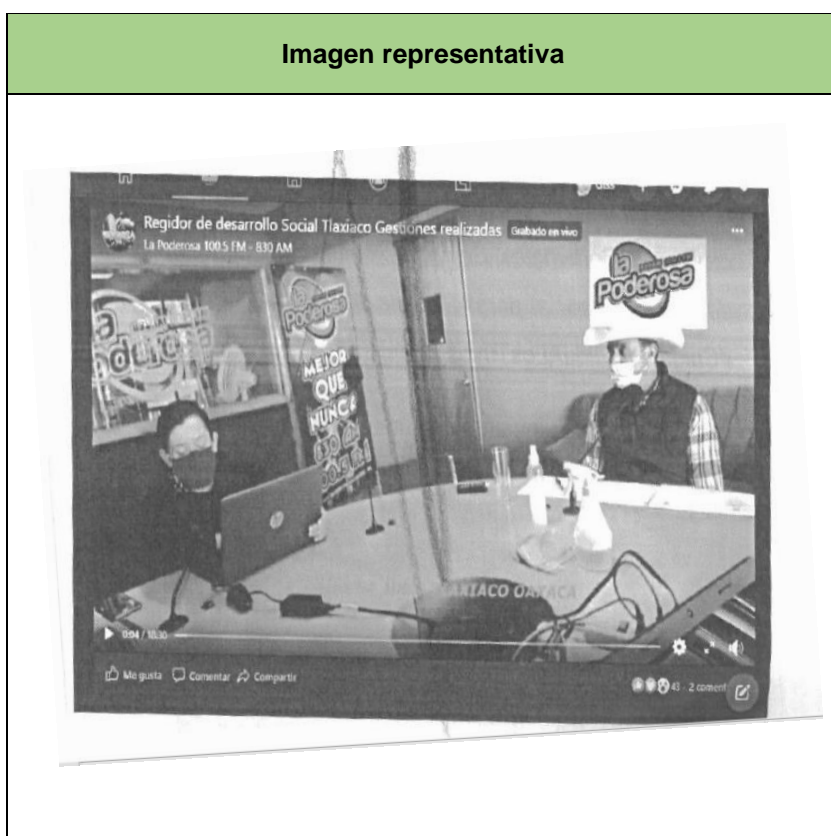 Imagen representativa
Regidor de desarrollo Social Tlaxiaco Gestiones realizadas Grabado en vivo
La Poderosa 100.5 FM - 830 AM
la
Poderosa
la
Poderosa
MEJOR
QUE
NUNCA
TLAXIACO OAXACA
0:04 / 18:30
Me gusta Comentar Compartir
43 - 2 coment